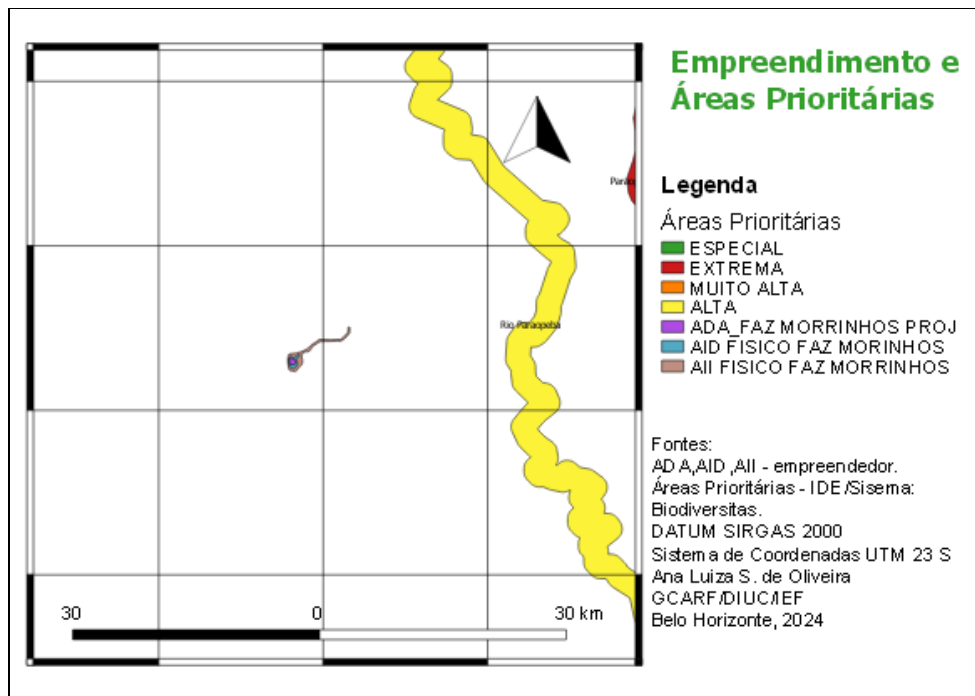 Empreendimento e
Áreas Prioritárias
Legenda
Áreas Prioritárias
ESPECIAL
EXTREMA
MUITO ALTA
ALTA
ADA_FAZ MORRINHOS PROJ
AID FISICO FAZ MORINHOS
AII FISICO FAZ MORRINHOS
Rio Paraopeba
Fontes:
ADA,AID,AII - empreendedor.
Áreas Prioritárias - IDE/Sisema:
Biodiversitas.
DATUM SIRGAS 2000
Sistema de Coordenadas UTM 23 S
Ana Luiza S. de Oliveira
GCARF/DIUC/IEF
Belo Horizonte, 2024
30 0 30 km